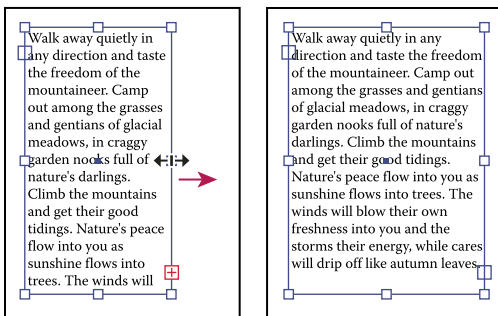 Walk away quietly in
any direction and taste
the freedom of the
mountaineer. Camp
out among the grasses
and gentians of glacial
meadows, in craggy
garden nooks full of
nature's darlings.
Climb the mountains
and get their good
tidings. Nature's peace
flow into you as
sunshine flows into
trees. The winds will
Walk away quietly in any
direction and taste the freedom
of the mountaineer. Camp out
among the grasses and gentians
of glacial meadows, in craggy
garden nooks full of nature's
darlings. Climb the mountains
and get their good tidings.
Nature's peace flow into you as
sunshine flows into trees. The
winds will blow their own
freshness into you and the
storms their energy, while cares
will drip off like autumn leaves.